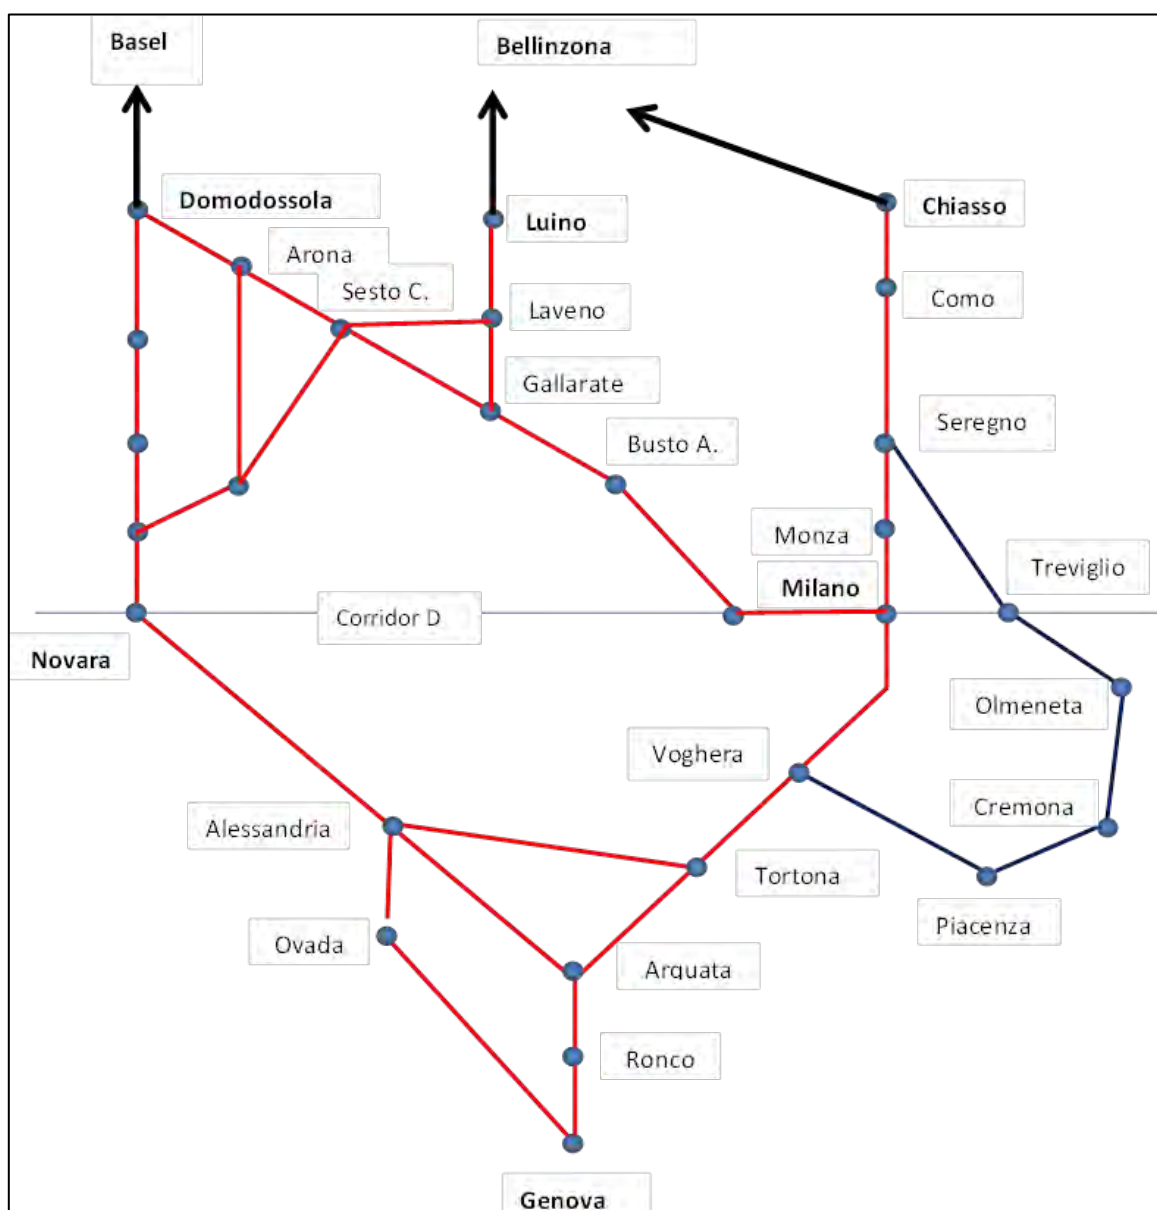 Basel
Bellinzona
Domodossola
Luino
Chiasso
Arona
Sesto C.
Laveno
Como
Gallarate
Busto A.
Seregno
Monza
Treviglio
Milano
Corridor D
Novara
Olmeneta
Voghera
Cremona
Alessandria
Tortona
Piacenza
Ovada
Arquata
Ronco
Genova